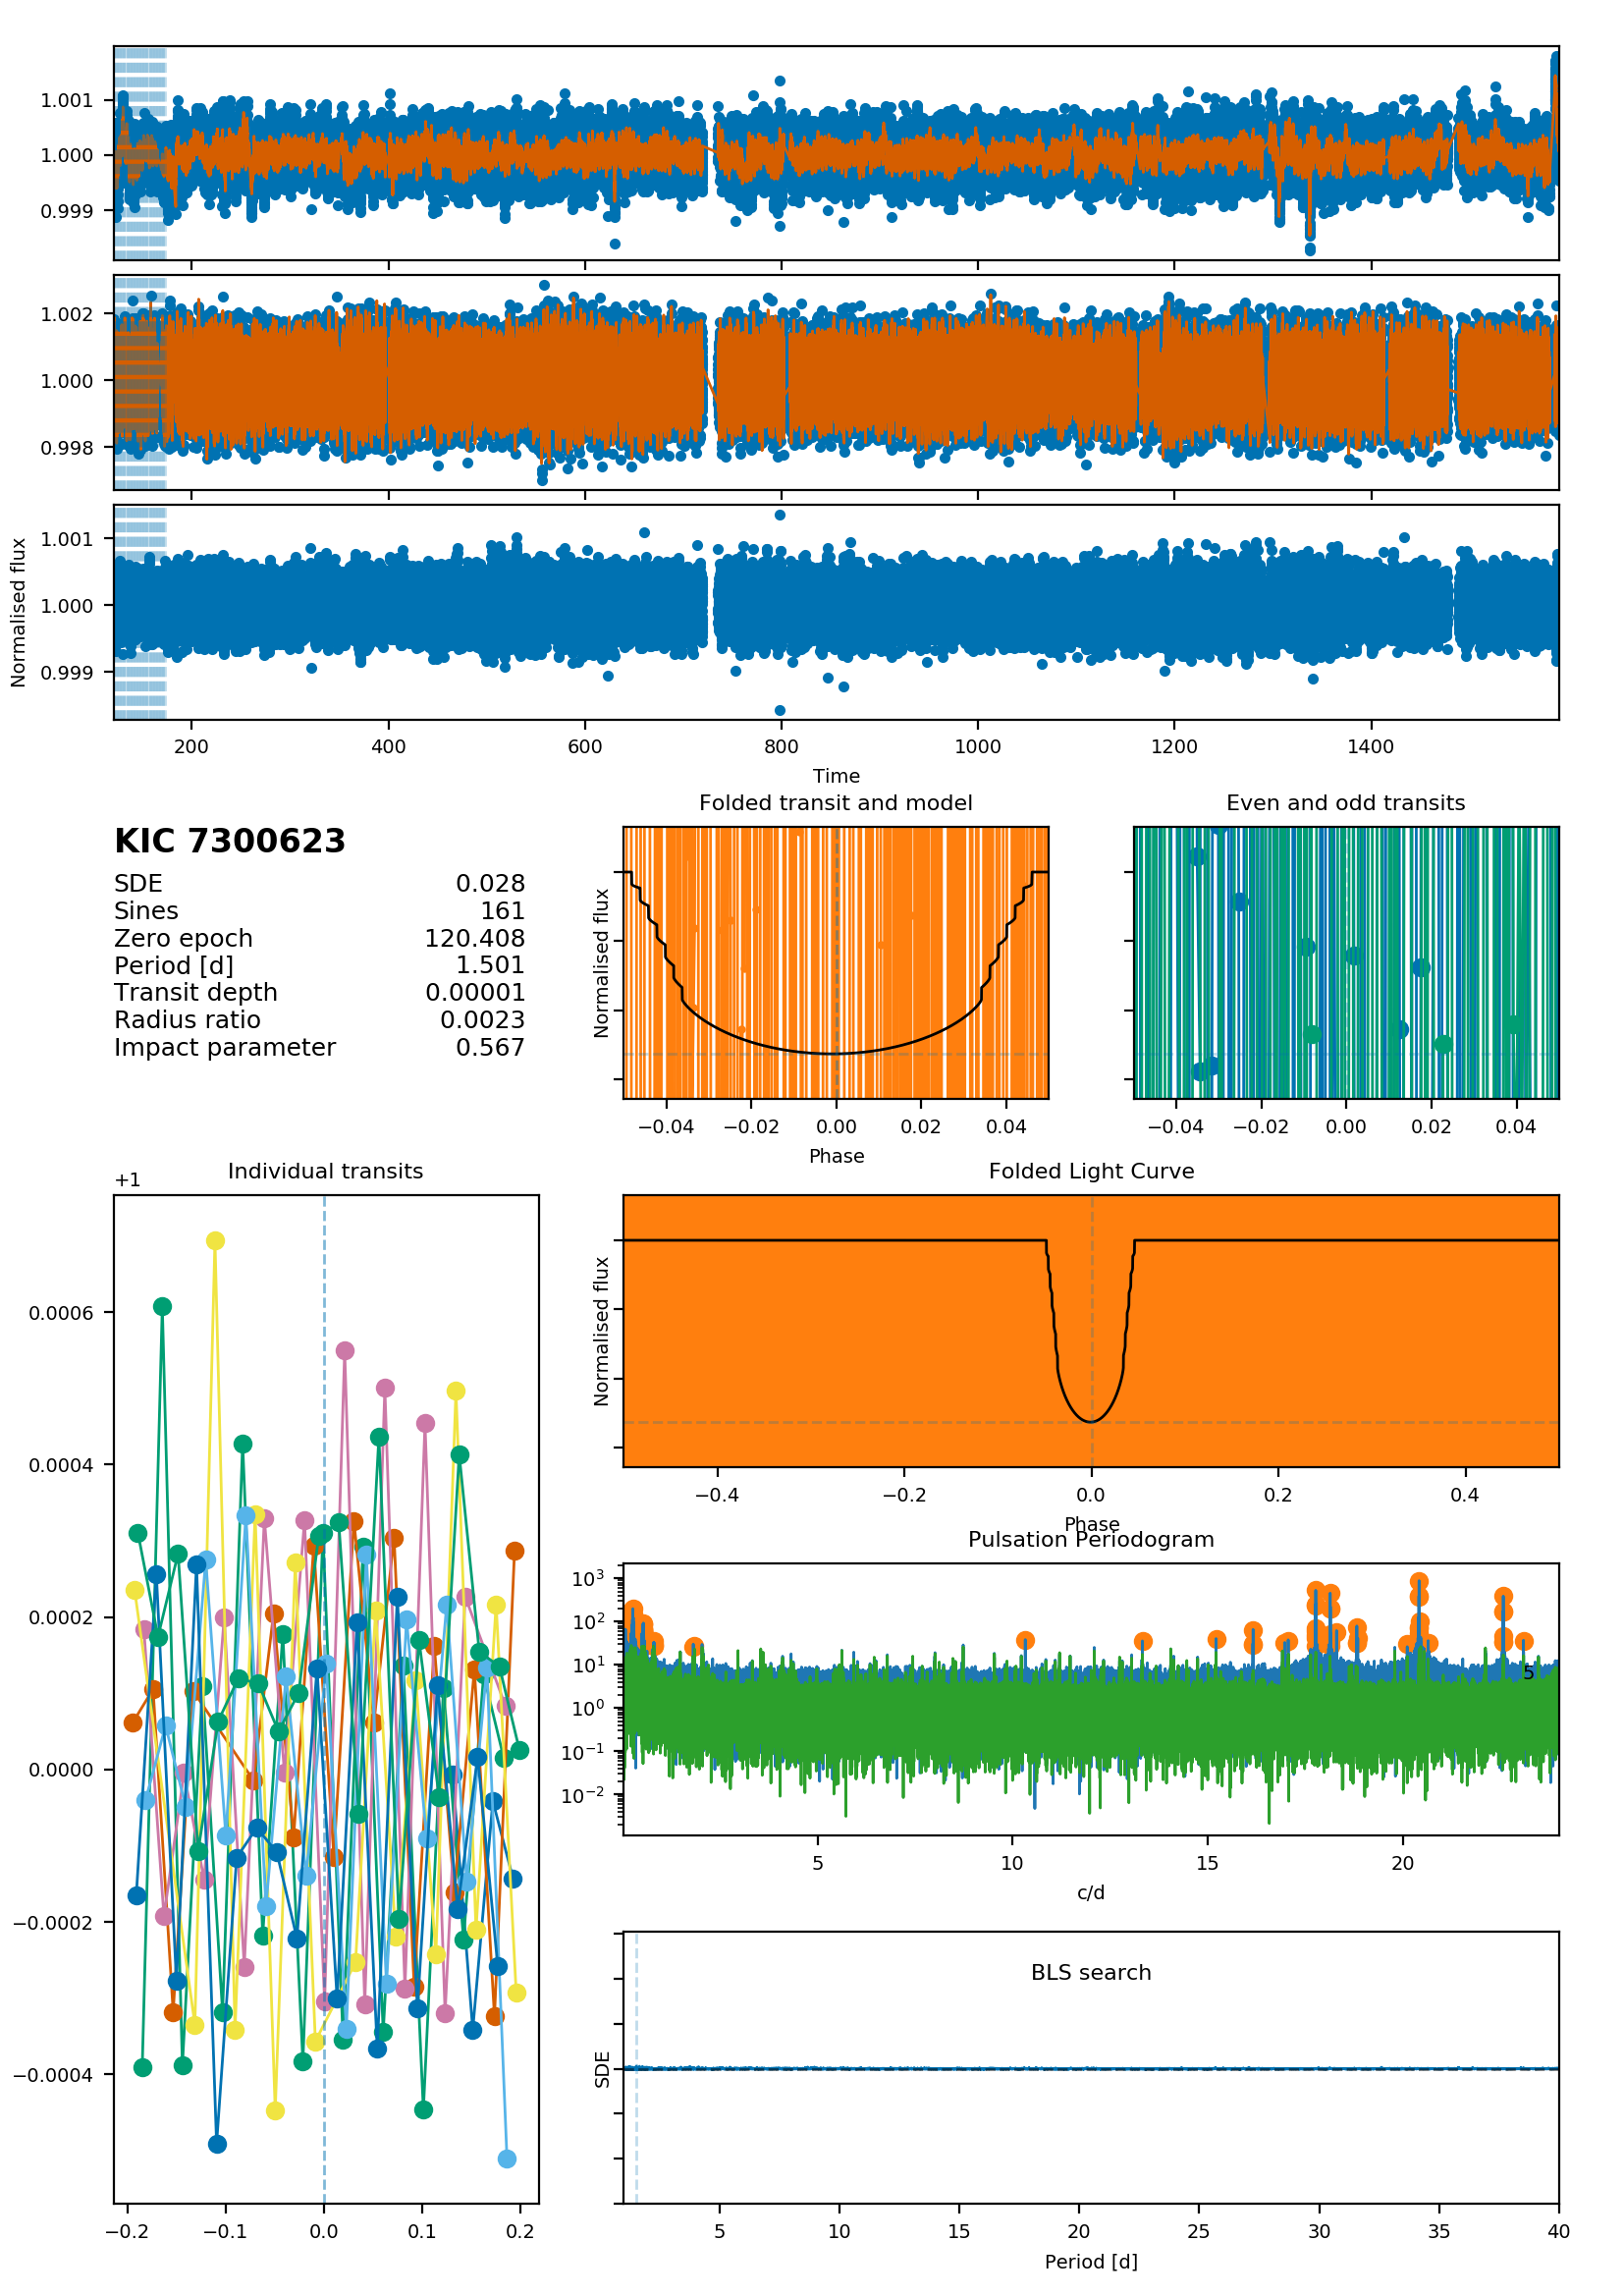 1.001
1.000
0.999
1.002
1.000
0.998
1.001
1.000
0.999
Normalised flux
200 400 600 800 1000 1200 1400
Time
KIC 7300623
SDE 0.028
Sines 161
Zero epoch 120.408
Period [d] 1.501
Transit depth 0.00001
Radius ratio 0.0023
Impact parameter 0.567
Folded transit and model
Normalised flux
−0.04 −0.02 0.00 0.02 0.04
Phase
Even and odd transits
−0.04 −0.02 0.00 0.02 0.04
Individual transits
+1
0.0006
0.0004
0.0002
0.0000
−0.0002
−0.0004
−0.2 −0.1 0.0 0.1 0.2
Folded Light Curve
Normalised flux
−0.4 −0.2 0.0 0.2 0.4
Phase
Pulsation Periodogram
10³
10²
10¹
10⁰
10⁻¹
10⁻²
5
5 10 15 20
c/d
BLS search
SDE
5 10 15 20 25 30 35 40
Period [d]